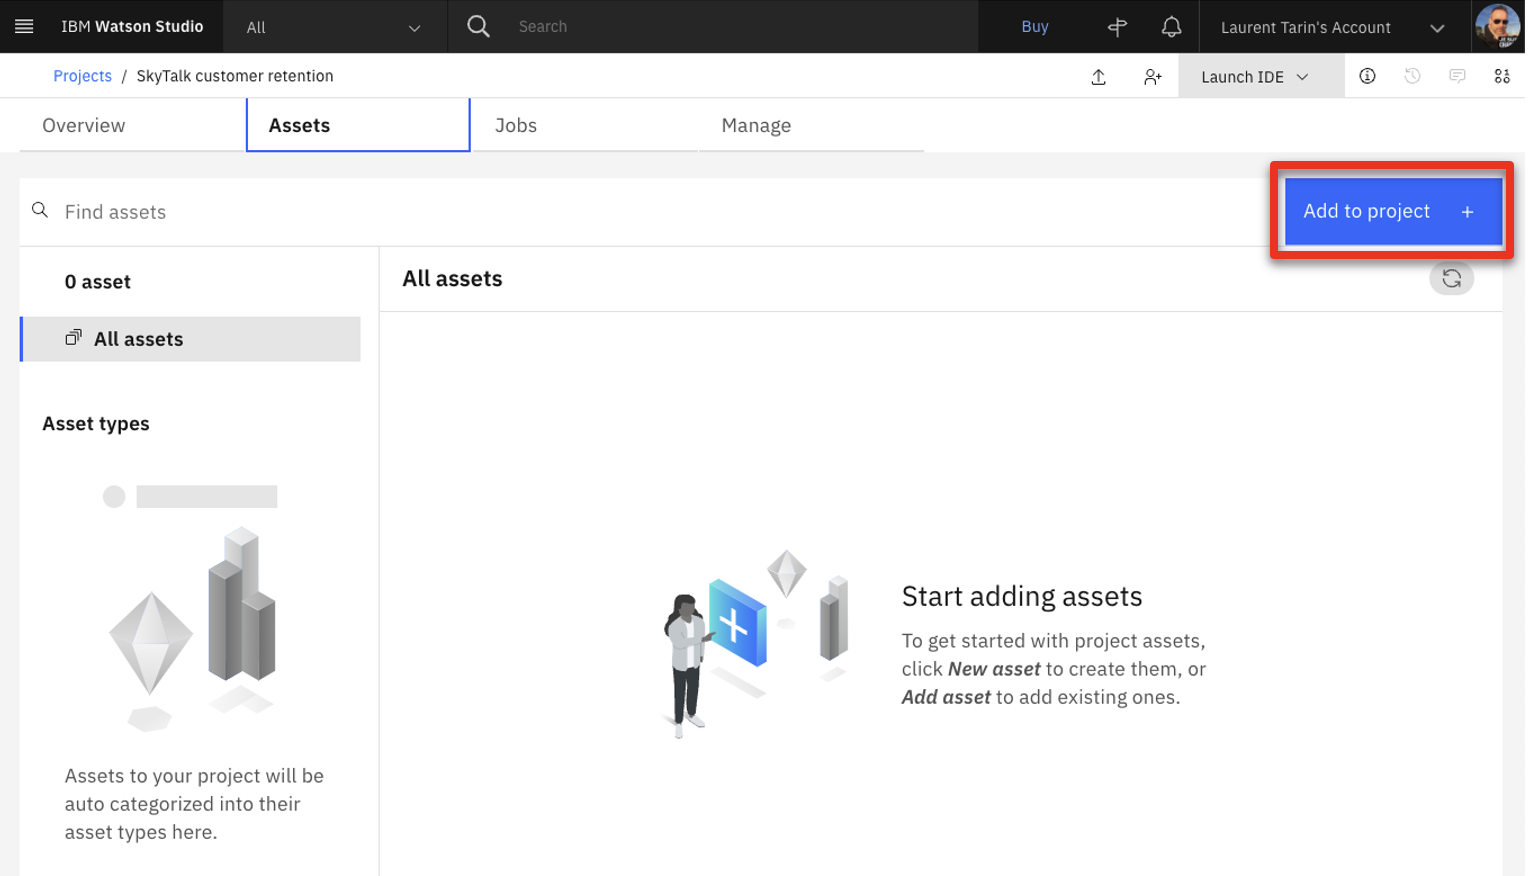 IBM Watson Studio
All
Search
Buy
Laurent Tarin's Account
Projects / SkyTalk customer retention
Launch IDE
Overview
Assets
Jobs
Manage
Find assets
Add to project +
0 asset
All assets
All assets
Asset types
Start adding assets
To get started with project assets,
click New asset to create them, or
Add asset to add existing ones.
Assets to your project will be
auto categorized into their
asset types here.